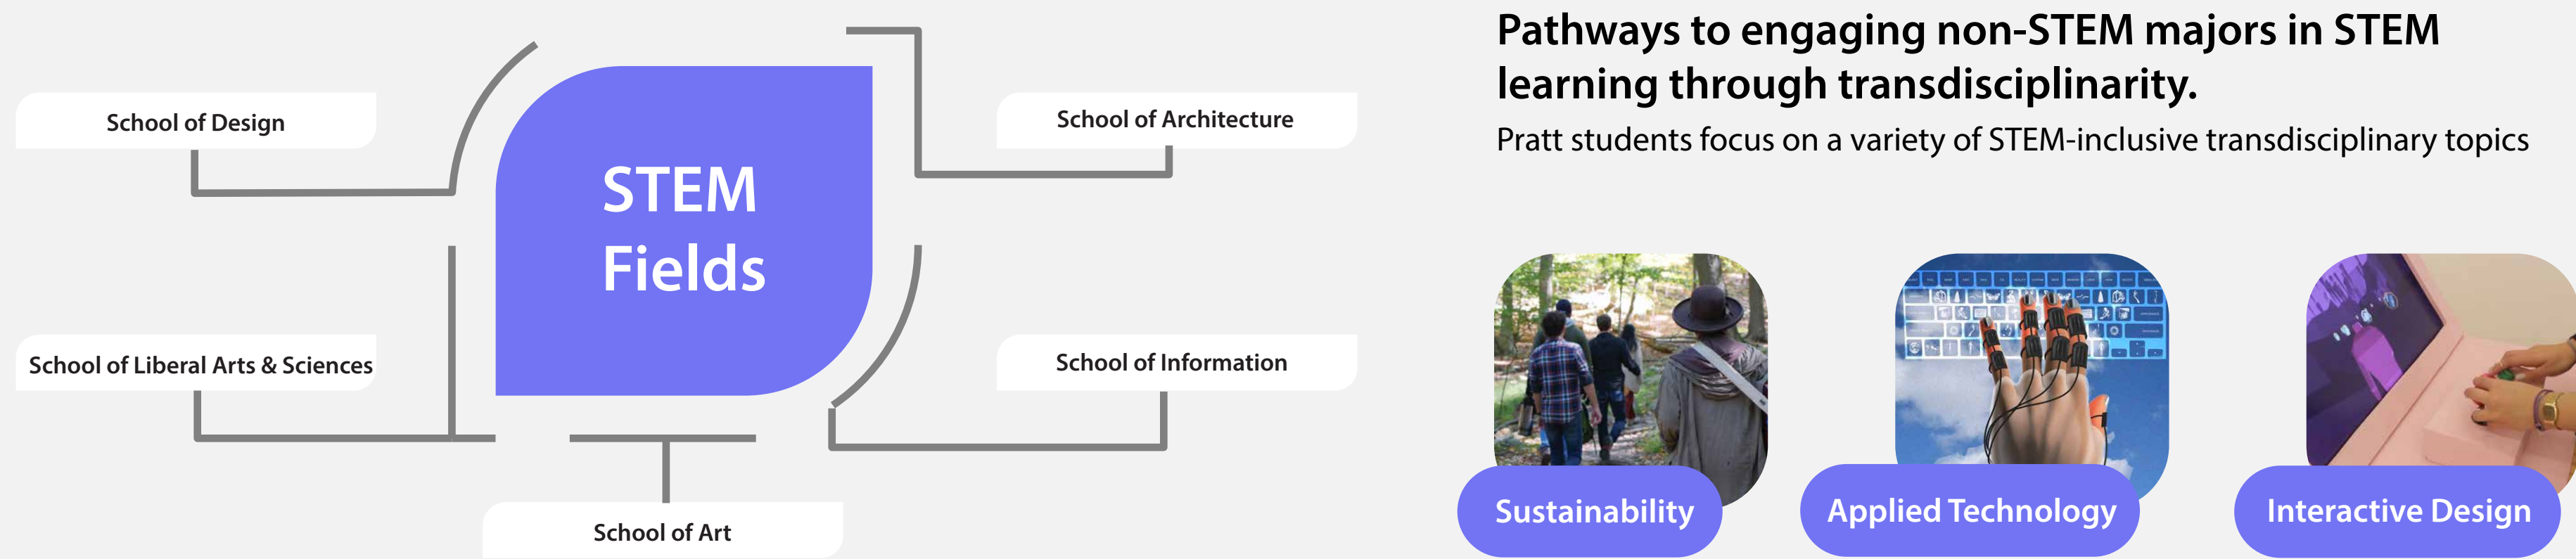 School of Design
School of Liberal Arts & Sciences
STEM
Fields
School of Architecture
School of Information
School of Art
Pathways to engaging non-STEM majors in STEM
learning through transdisciplinarity.
Pratt students focus on a variety of STEM-inclusive transdisciplinary topics
Sustainability
Applied Technology
Interactive Design